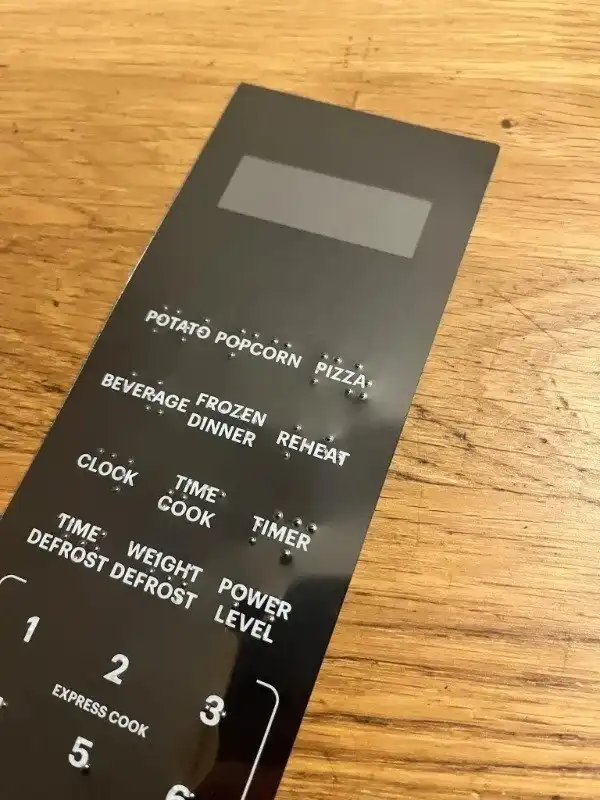 POTATO POPCORN PIZZA
BEVERAGE FROZEN DINNER REHEAT
CLOCK TIME COOK TIMER
TIME DEFROST WEIGHT DEFROST POWER LEVEL
1 2 3
EXPRESS COOK
5 6